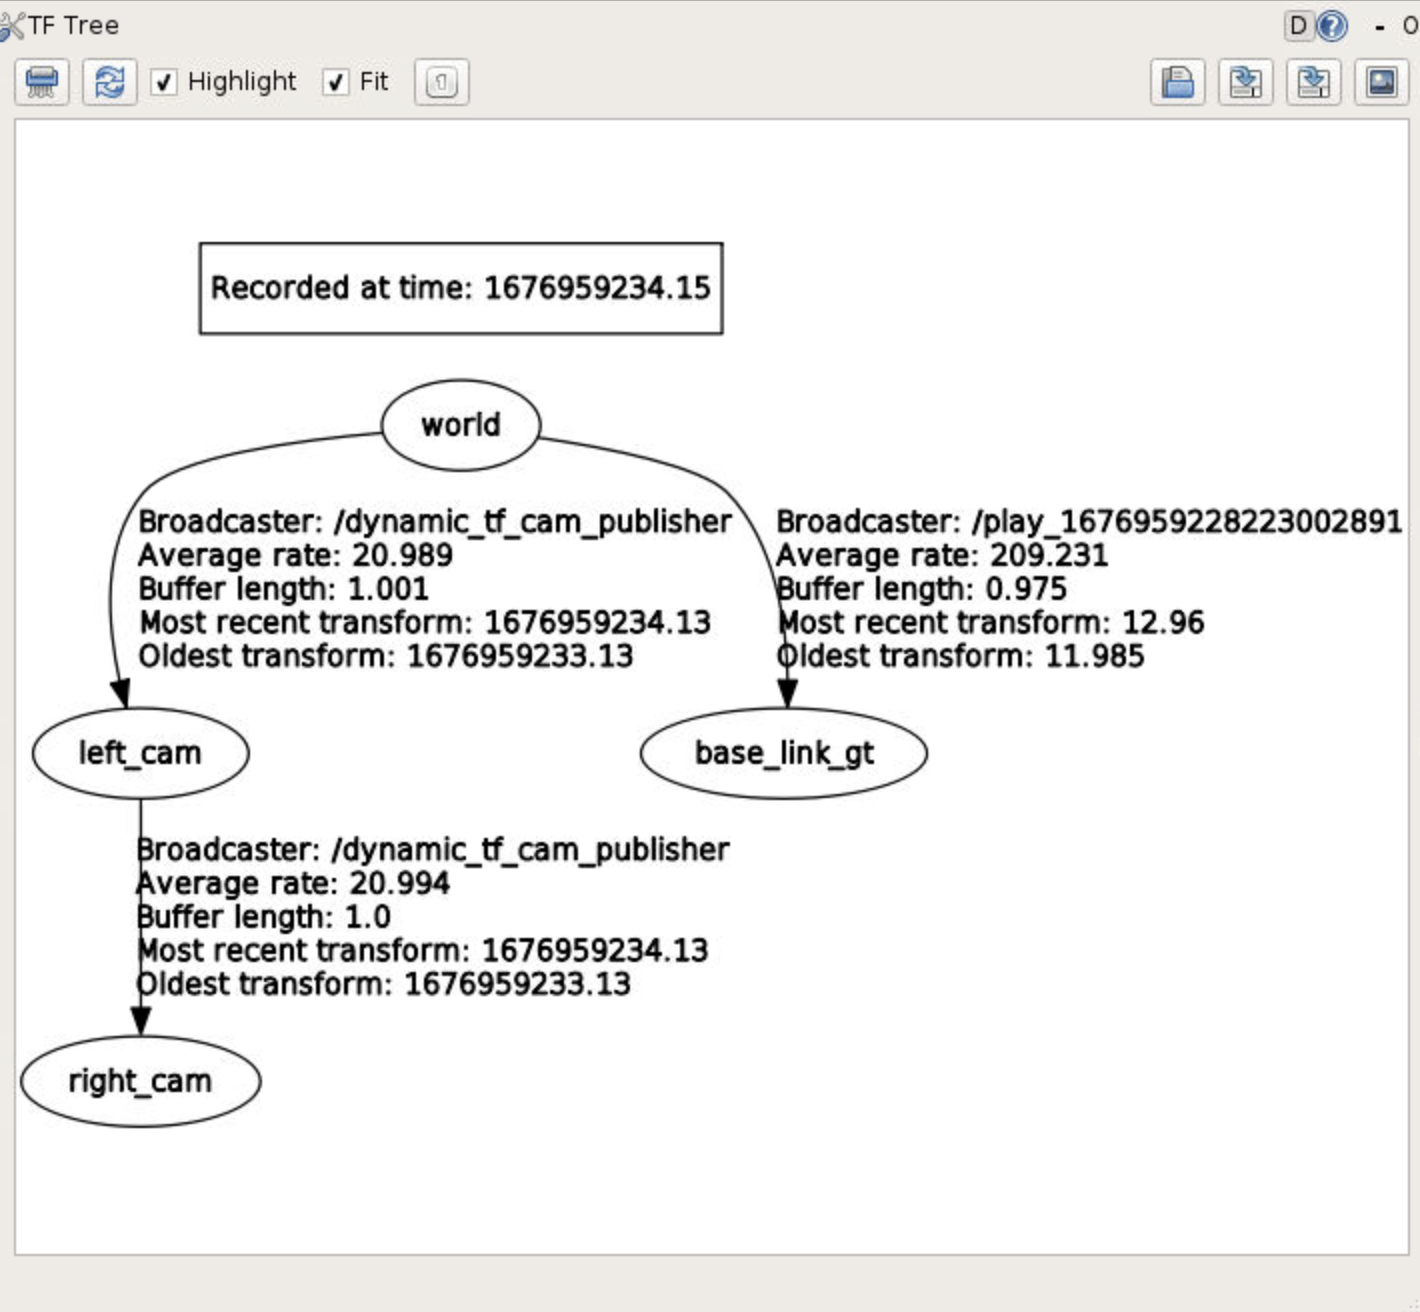 TF Tree
D
Highlight
Fit
Recorded at time: 1676959234.15
world
Broadcaster: /dynamic_tf_cam_publisher
Average rate: 20.989
Buffer length: 1.001
Most recent transform: 1676959234.13
Oldest transform: 1676959233.13
Broadcaster: /play_1676959228223002891
Average rate: 209.231
Buffer length: 0.975
Most recent transform: 12.96
Oldest transform: 11.985
left_cam
base_link_gt
Broadcaster: /dynamic_tf_cam_publisher
Average rate: 20.994
Buffer length: 1.0
Most recent transform: 1676959234.13
Oldest transform: 1676959233.13
right_cam